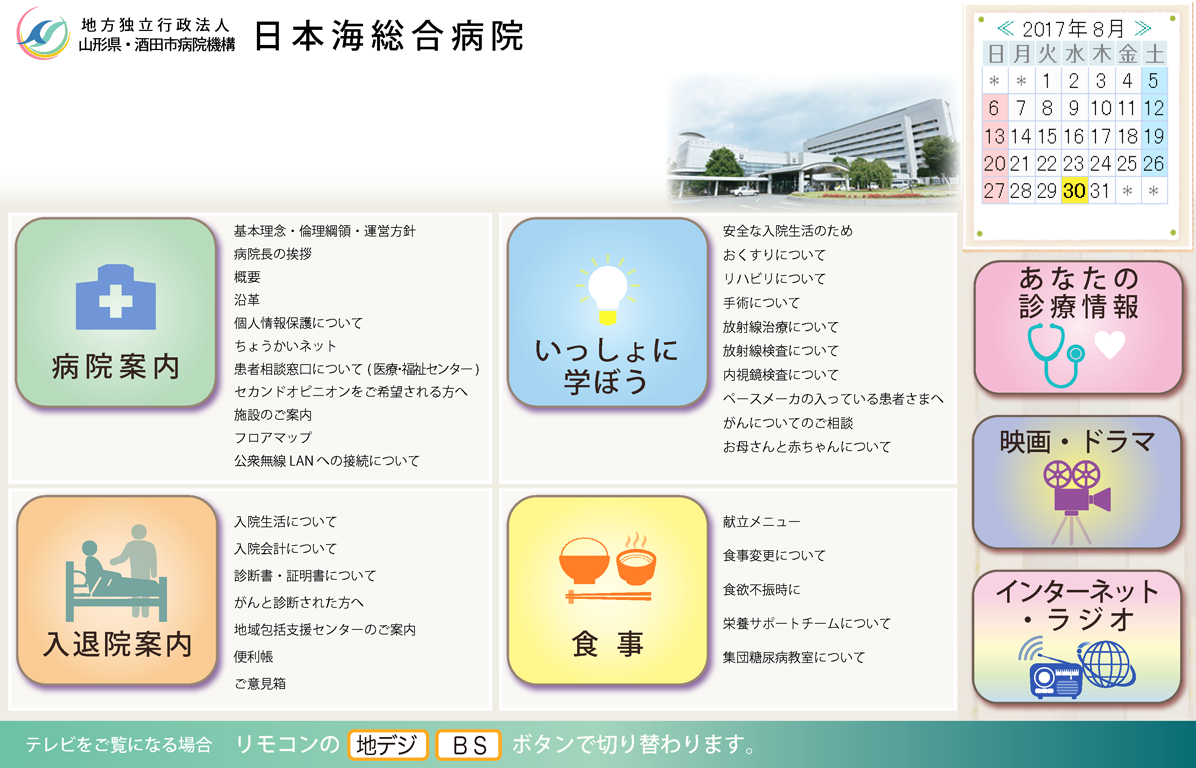 地方独立行政法人
山形県・酒田市病院機構
日本海総合病院
≪ 2017年8月 ≫
日 月 火 水 木 金 土
* * 1 2 3 4 5
6 7 8 9 10 11 12
13 14 15 16 17 18 19
20 21 22 23 24 25 26
27 28 29 30 31 * *
病院案内
基本理念・倫理綱領・運営方針
病院長の挨拶
概要
沿革
個人情報保護について
ちょうかいネット
患者相談窓口について(医療・福祉センター)
セカンドオピニオンをご希望される方へ
施設のご案内
フロアマップ
公衆無線LANへの接続について
いっしょに
学ぼう
安全な入院生活のため
おくすりについて
リハビリについて
手術について
放射線治療について
放射線検査について
内視鏡検査について
ペースメーカの入っている患者さまへ
がんについてのご相談
お母さんと赤ちゃんについて
あなたの
診療情報
映画・ドラマ
インターネット
・ラジオ
入退院案内
入院生活について
入院会計について
診断書・証明書について
がんと診断された方へ
地域包括支援センターのご案内
便利帳
ご意見箱
食事
献立メニュー
食事変更について
食欲不振時に
栄養サポートチームについて
集団糖尿病教室について
テレビをご覧になる場合 リモコンの 地デジ BS ボタンで切り替わります。